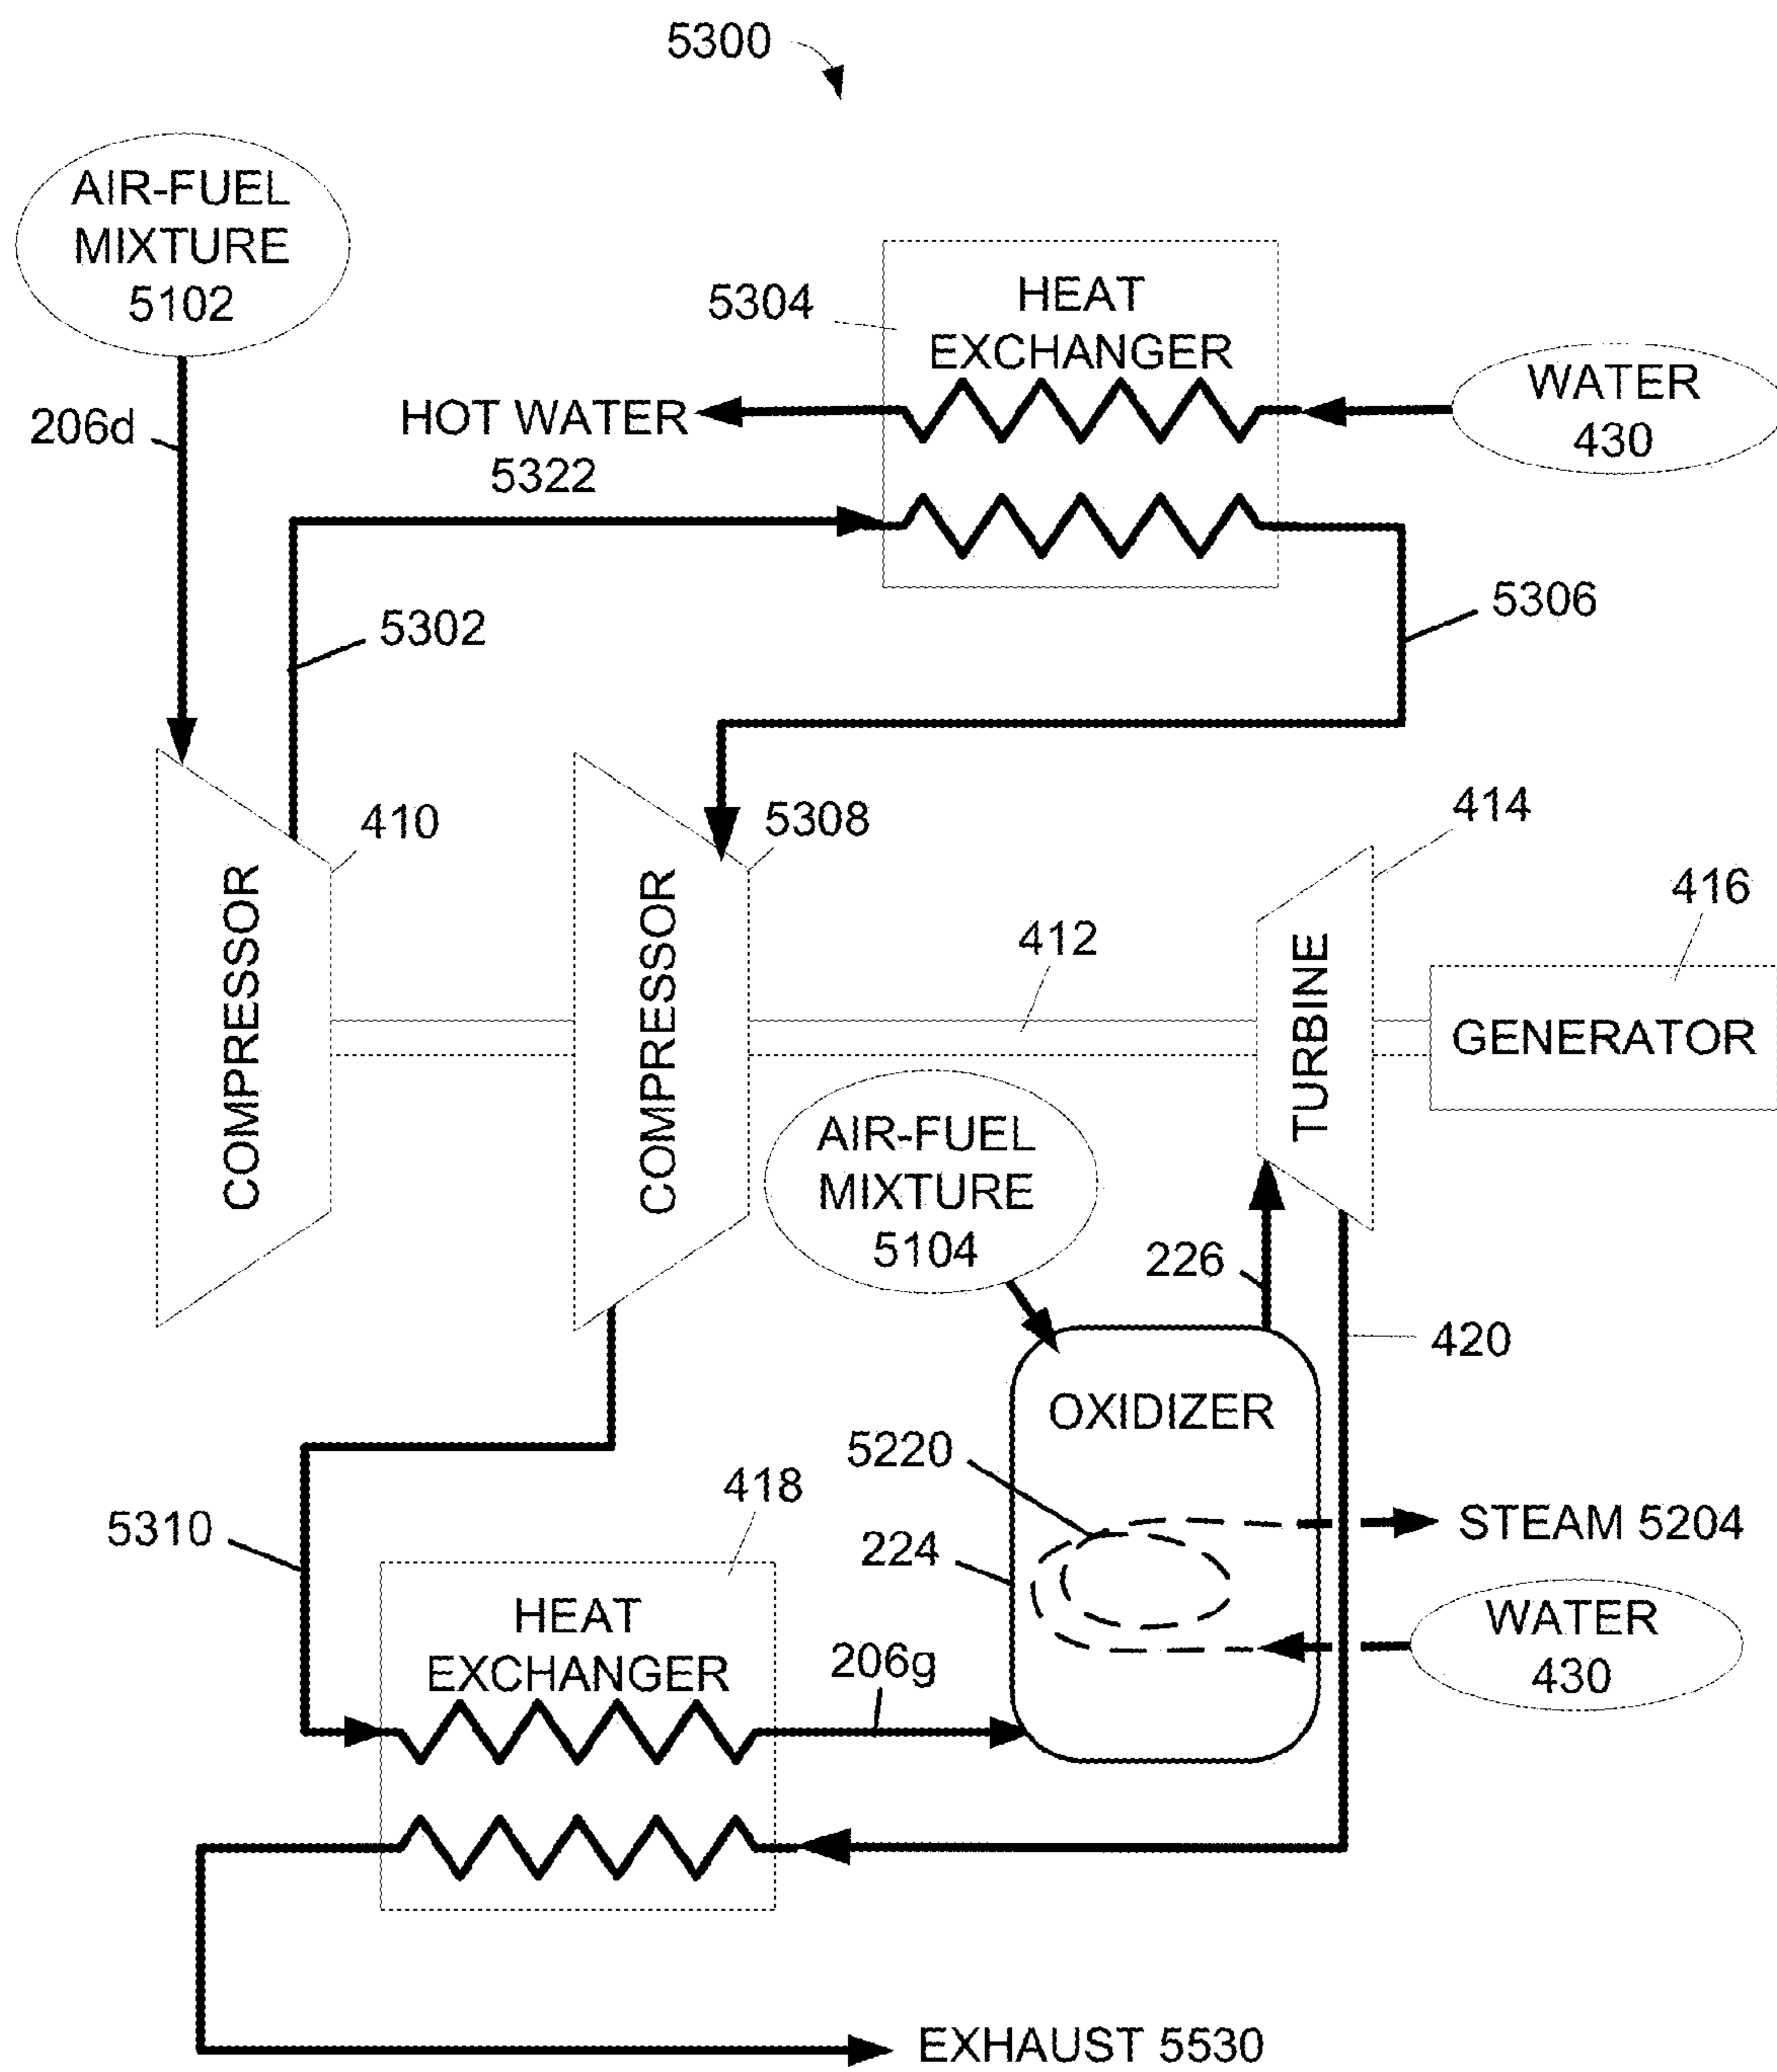 5300
AIR-FUEL
MIXTURE
5102
5304
HEAT
EXCHANGER
WATER
430
206d
HOT WATER
5322
5302
5306
410
5308
414
416
COMPRESSOR
COMPRESSOR
412
TURBINE
GENERATOR
AIR-FUEL
MIXTURE
5104
226
420
OXIDIZER
5220
418
5310
224
STEAM 5204
HEAT
EXCHANGER
206g
WATER
430
EXHAUST 5530